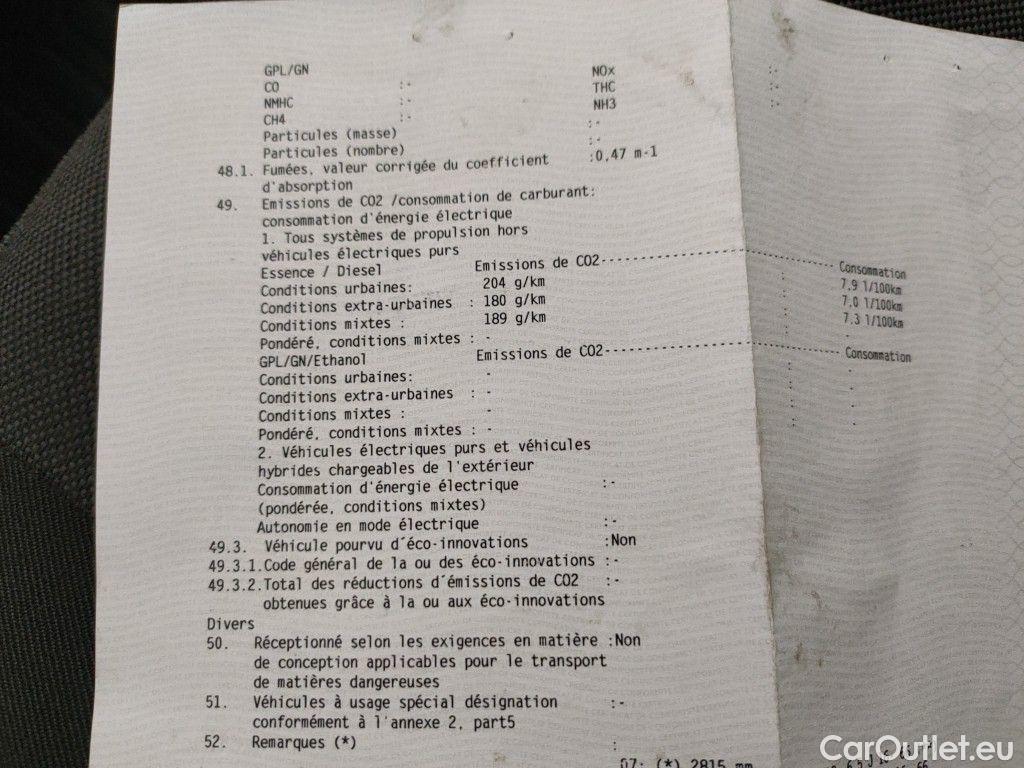 GPL/GN NOx :-
CO :- THC :-
NMHC :- NH3 :-
CH4 :-
Particules (masse) :-
Particules (nombre) :-
48.1. Fumées, valeur corrigée du coefficient :0,47 m-1
d'absorption
49. Emissions de CO2 /consommation de carburant:
consommation d'énergie électrique
1. Tous systèmes de propulsion hors
véhicules électriques purs
Essence / Diesel Emissions de CO2 Consommation
Conditions urbaines: 204 g/km : 7,9 l/100km
Conditions extra-urbaines : 180 g/km : 7,0 l/100km
Conditions mixtes : 189 g/km : 7,3 l/100km
Pondéré, conditions mixtes : - : -
GPL/GN/Ethanol Emissions de CO2 Consommation
Conditions urbaines: - : -
Conditions extra-urbaines : - : -
Conditions mixtes : - : -
Pondéré, conditions mixtes : - : -
2. Véhicules électriques purs et véhicules
hybrides chargeables de l'extérieur
Consommation d'énergie électrique :-
(pondérée, conditions mixtes)
Autonomie en mode électrique :-
49.3. Véhicule pourvu d'éco-innovations :Non
49.3.1.Code général de la ou des éco-innovations :-
49.3.2.Total des réductions d'émissions de CO2 :-
obtenues grâce à la ou aux éco-innovations
Divers
50. Réceptionné selon les exigences en matière :Non
de conception applicables pour le transport
de matières dangereuses
51. Véhicules à usage spécial désignation :-
conformément à l'annexe 2, part5
52. Remarques (*) :
07: (*) 2815 mm
CarOutlet.eu